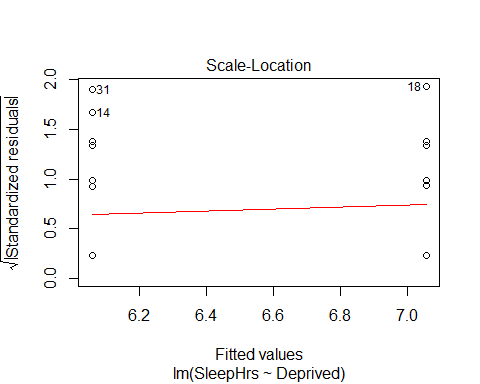 Scale-Location
√|Standardized residuals|
2.0
1.5
1.0
0.5
0.0
31
14
18
6.2 6.4 6.6 6.8 7.0
Fitted values
lm(SleepHrs ~ Deprived)